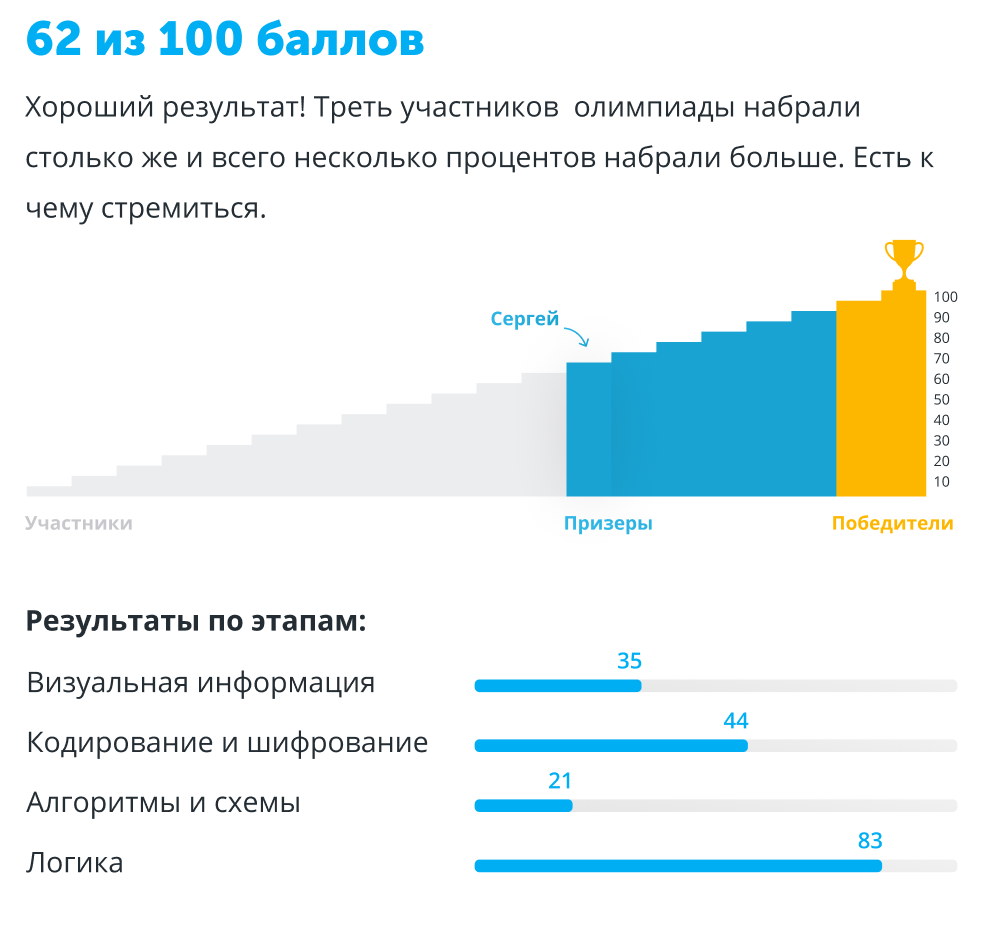 62 из 100 баллов
Хороший результат! Треть участников  олимпиады набрали
столько же и всего несколько процентов набрали больше. Есть к
чему стремиться.
Сергей
100
90
80
70
60
50
40
30
20
10
Участники
Призеры
Победители
Результаты по этапам:
35
Визуальная информация
44
Кодирование и шифрование
21
Алгоритмы и схемы
83
Логика